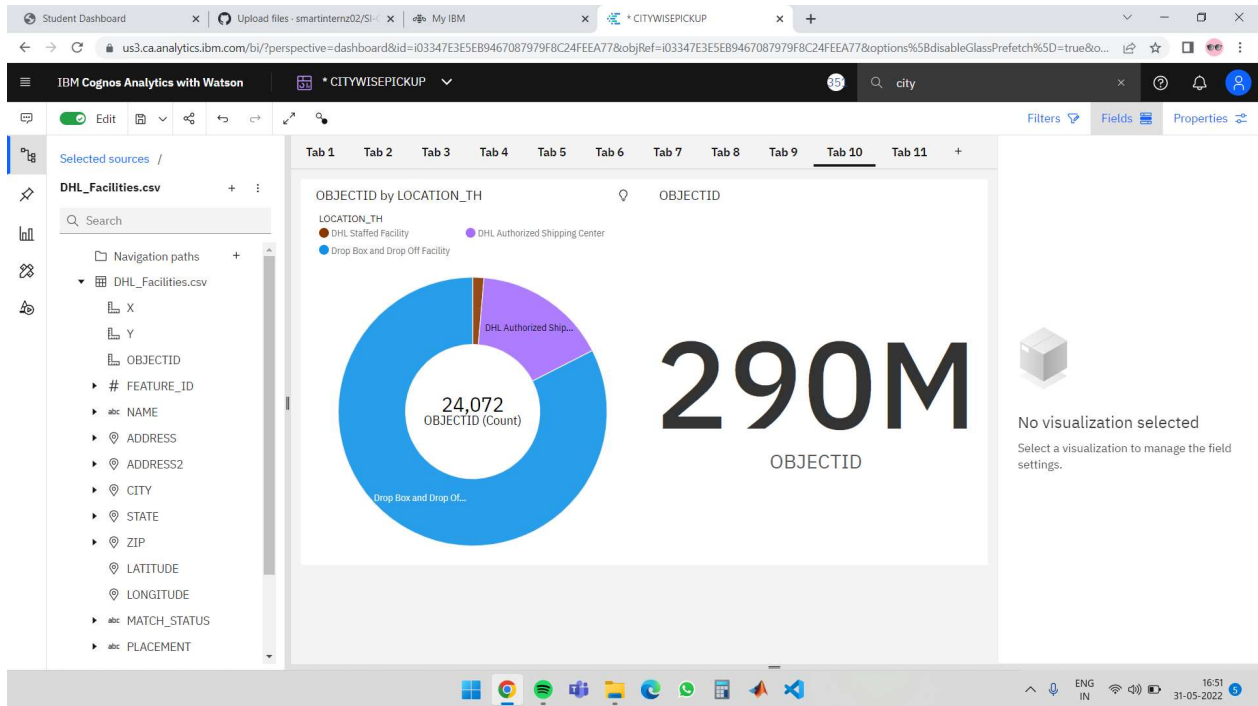 Student Dashboard
Upload files · smartinternz02/SI-
My IBM
* CITYWISEPICKUP
us3.ca.analytics.ibm.com/bi/?perspective=dashboard&id=i03347E3E5EB9467087979F8C24FEEA77&objRef=i03347E3E5EB9467087979F8C24FEEA77&options%5BdisableGlassPrefetch%5D=true&o...
IBM Cognos Analytics with Watson
* CITYWISEPICKUP
city
Edit
Filters
Fields
Properties
Selected sources /
DHL_Facilities.csv
Search
Navigation paths
DHL_Facilities.csv
X
Y
OBJECTID
# FEATURE_ID
abc NAME
ADDRESS
ADDRESS2
CITY
STATE
ZIP
LATITUDE
LONGITUDE
abc MATCH_STATUS
abc PLACEMENT
Tab 1 Tab 2 Tab 3 Tab 4 Tab 5 Tab 6 Tab 7 Tab 8 Tab 9 Tab 10 Tab 11 +
OBJECTID by LOCATION_TH
LOCATION_TH
DHL Staffed Facility
DHL Authorized Shipping Center
Drop Box and Drop Off Facility
DHL Authorized Ship...
24,072
OBJECTID (Count)
Drop Box and Drop Of...
OBJECTID
290M
OBJECTID
No visualization selected
Select a visualization to manage the field
settings.
ENG
IN
16:51
31-05-2022
5